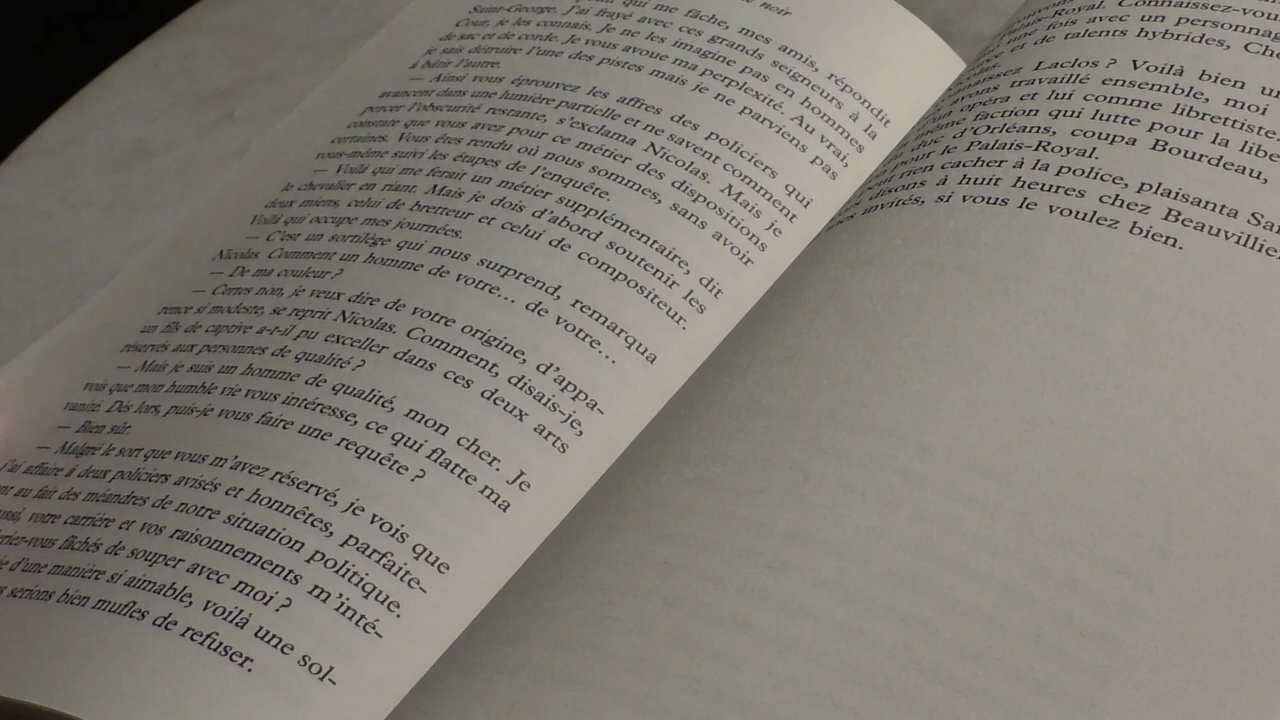 qui me fâche, mes amis, répondit
Saint-George. J'ai frayé avec ces grands seigneurs à la
Cour, je les connais. Je ne les imagine pas en hommes
de sac et de corde. Je vous avoue ma perplexité. Au vrai,
je sais détruire l'une des pistes mais je ne parviens pas
à bâtir l'autre.
— Ainsi vous éprouvez les affres des policiers qui
avancent dans une lumière partielle et ne savent comment
percer l'obscurité restante, s'exclama Nicolas. Mais je
constate que vous avez pour ce métier des dispositions
certaines. Vous êtes rendu où nous sommes, sans avoir
vous-même suivi les étapes de l'enquête.
— Voilà qui me ferait un métier supplémentaire, dit
le chevalier en riant. Mais je dois d'abord soutenir les
deux miens, celui de bretteur et celui de compositeur.
Voilà qui occupe mes journées.
— C'est un sortilège qui nous surprend, remarqua
Nicolas. Comment un homme de votre... de votre...
— De ma couleur ?
— Certes non, je veux dire de votre origine, d'appa-
rence si modeste, se reprit Nicolas. Comment, disais-je,
un fils de captive a-t-il pu exceller dans ces deux arts
réservés aux personnes de qualité ?
— Mais je suis un homme de qualité, mon cher. Je
vois que mon humble vie vous intéresse, ce qui flatte ma
vanité. Dès lors, puis-je vous faire une requête ?
— Bien sûr.
— Malgré le sort que vous m'avez réservé, je vois que
j'ai affaire à deux policiers avisés et honnêtes, parfaite-
au fait des méandres de notre situation politique.
votre carrière et vos raisonnements m'inté-
fâchés de souper avec moi ?
d'une manière si aimable, voilà une sol-
serions bien mufles de refuser.
Palais-Royal. Connaissez-vous
une fois avec un personnage
et de talents hybrides,
Laclos ? Voilà bien un
avons travaillé ensemble, moi
opéra et lui comme librettiste
même faction qui lutte pour la
duc d'Orléans, coupa Bourdeau,
pour le Palais-Royal.
rien cacher à la police, plaisanta
disons à huit heures chez
invités, si vous le voulez bien.